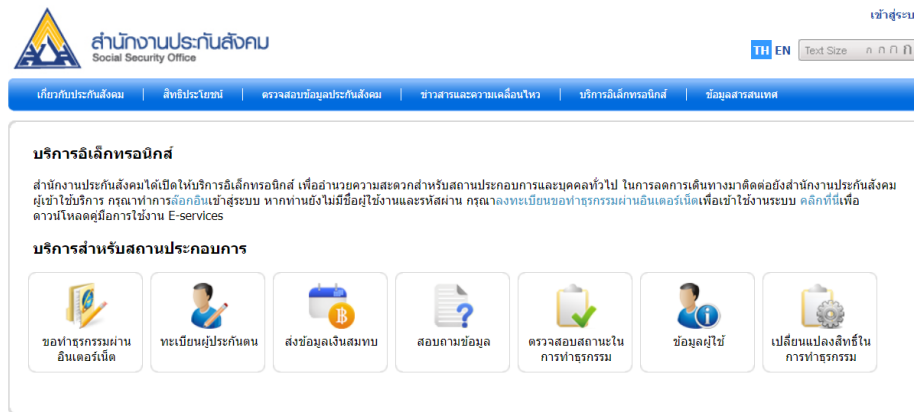 เข้าสู่ระบ
สำนักงานประกันสังคม
Social Security Office
TH EN Text Size ก ก ก ก
เกี่ยวกับประกันสังคม | สิทธิประโยชน์ | ตรวจสอบข้อมูลประกันสังคม | ข่าวสารและความเคลื่อนไหว | บริการอิเล็กทรอนิกส์ | ข้อมูลสารสนเทศ
บริการอิเล็กทรอนิกส์
สำนักงานประกันสังคมได้เปิดให้บริการอิเล็กทรอนิกส์ เพื่ออำนวยความสะดวกสำหรับสถานประกอบการและบุคคลทั่วไป ในการลดการเดินทางมาติดต่อยังสำนักงานประกันสังคม
ผู้เข้าใช้บริการ กรุณาทำการล้อกอินเข้าสู่ระบบ หากท่านยังไม่มีชื่อผู้ใช้งานและรหัสผ่าน กรุณาลงทะเบียนขอทำธุรกรรมผ่านอินเตอร์เน็ตเพื่อเข้าใช้งานระบบ คลิกที่นี่เพื่อ
ดาวน์โหลดคู่มือการใช้งาน E-services
บริการสำหรับสถานประกอบการ
ขอทำธุรกรรมผ่าน
อินเตอร์เน็ต
ทะเบียนผู้ประกันตน
ส่งข้อมูลเงินสมทบ
สอบถามข้อมูล
ตรวจสอบสถานะใน
การทำธุรกรรม
ข้อมูลผู้ใช้
เปลี่ยนแปลงสิทธิ์ใน
การทำธุรกรรม